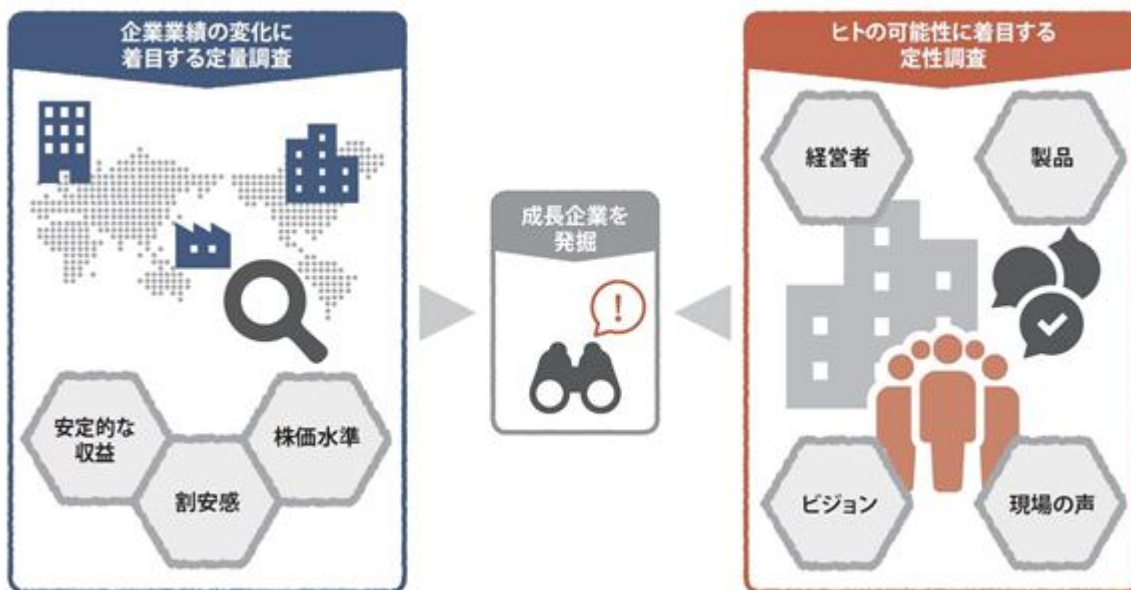 企業業績の変化に
着目する定量調査
安定的な
収益
割安感
株価水準
成長企業を
発掘
!
ヒトの可能性に着目する
定性調査
経営者
製品
ビジョン
現場の声